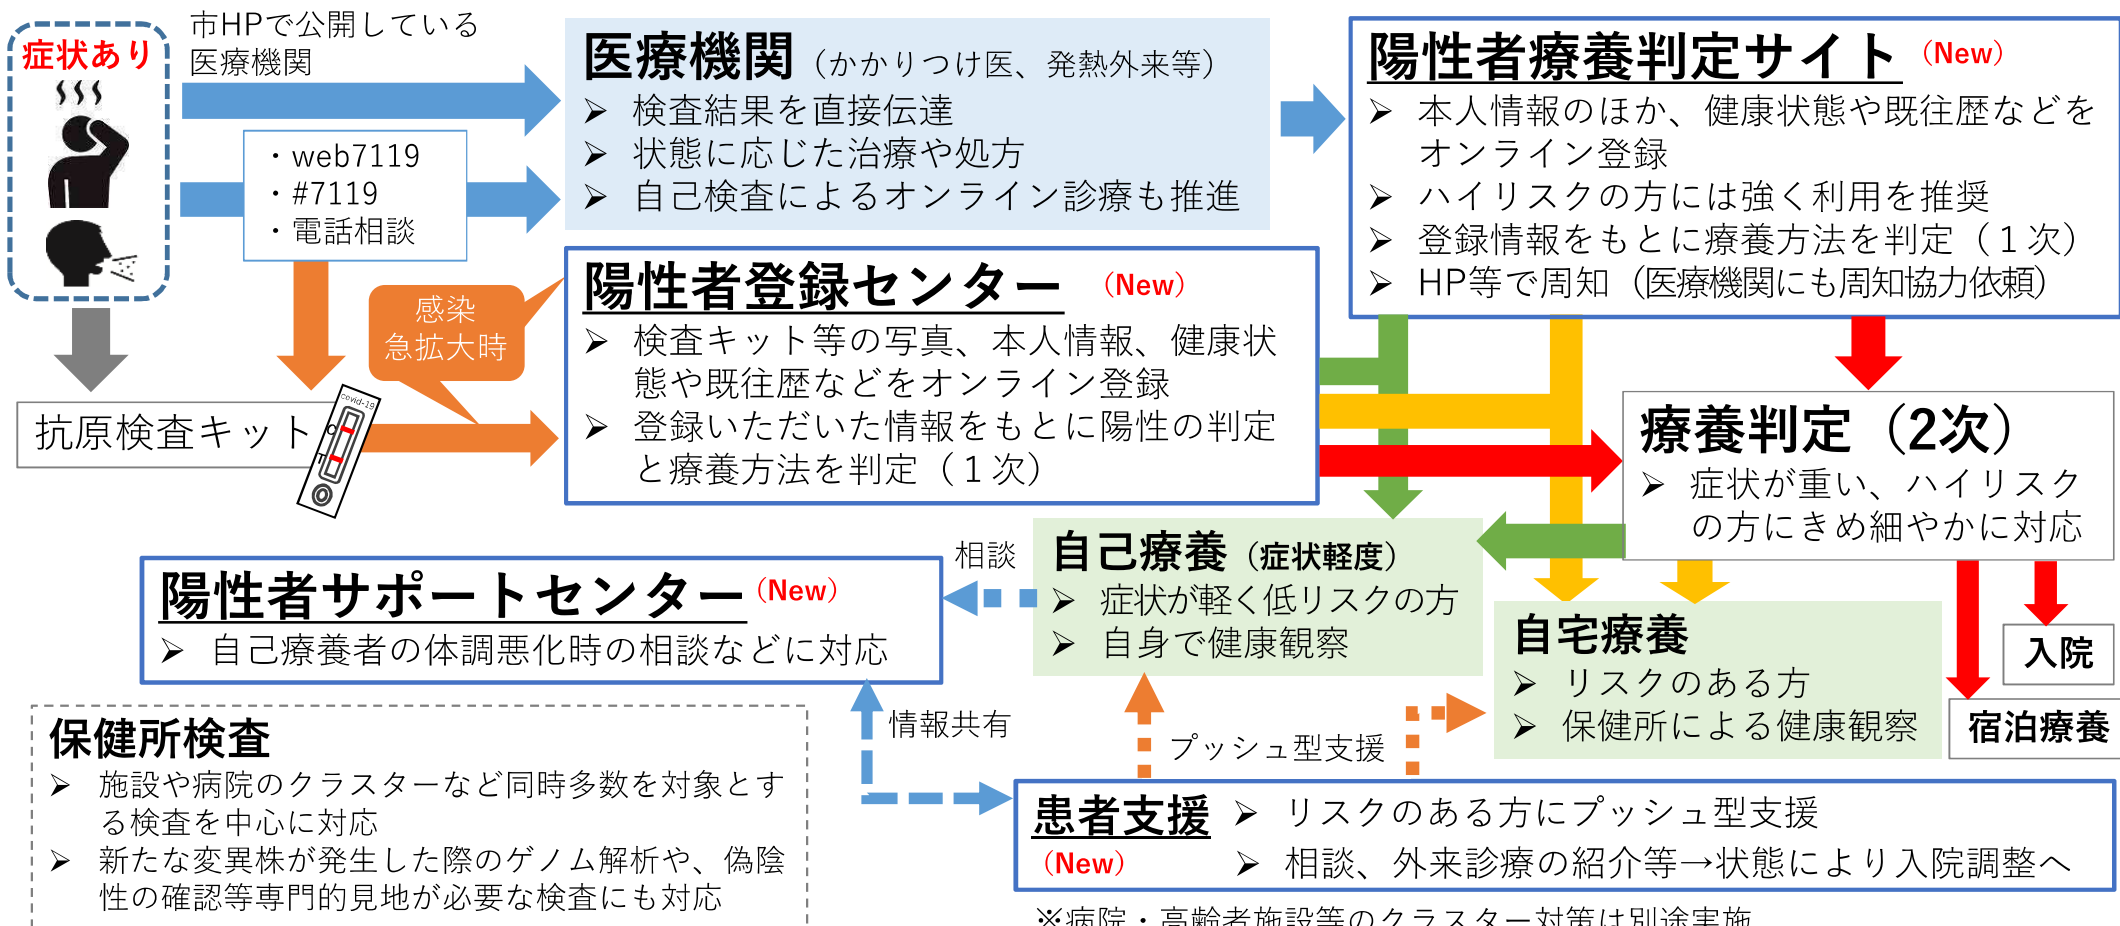 症状あり
市HPで公開している
医療機関
・web7119
・#7119
・電話相談
医療機関（かかりつけ医、発熱外来等）
➢ 検査結果を直接伝達
➢ 状態に応じた治療や処方
➢ 自己検査によるオンライン診療も推進
陽性者療養判定サイト（New）
➢ 本人情報のほか、健康状態や既往歴などを
オンライン登録
➢ ハイリスクの方には強く利用を推奨
➢ 登録情報をもとに療養方法を判定（１次）
➢ HP等で周知（医療機関にも周知協力依頼）
感染
急拡大時
陽性者登録センター（New）
➢ 検査キット等の写真、本人情報、健康状
態や既往歴などをオンライン登録
➢ 登録いただいた情報をもとに陽性の判定
と療養方法を判定（１次）
抗原検査キット
covid-19
C
T
療養判定（2次）
➢ 症状が重い、ハイリスク
の方にきめ細やかに対応
相談
自己療養（症状軽度）
➢ 症状が軽く低リスクの方
➢ 自身で健康観察
陽性者サポートセンター（New）
➢ 自己療養者の体調悪化時の相談などに対応
自宅療養
➢ リスクのある方
➢ 保健所による健康観察
入院
宿泊療養
情報共有
プッシュ型支援
保健所検査
➢ 施設や病院のクラスターなど同時多数を対象とす
る検査を中心に対応
➢ 新たな変異株が発生した際のゲノム解析や、偽陰
性の確認等専門的見地が必要な検査にも対応
患者支援
（New）
➢ リスクのある方にプッシュ型支援
➢ 相談、外来診療の紹介等→状態により入院調整へ
※病院・高齢者施設等のクラスター対策は別途実施